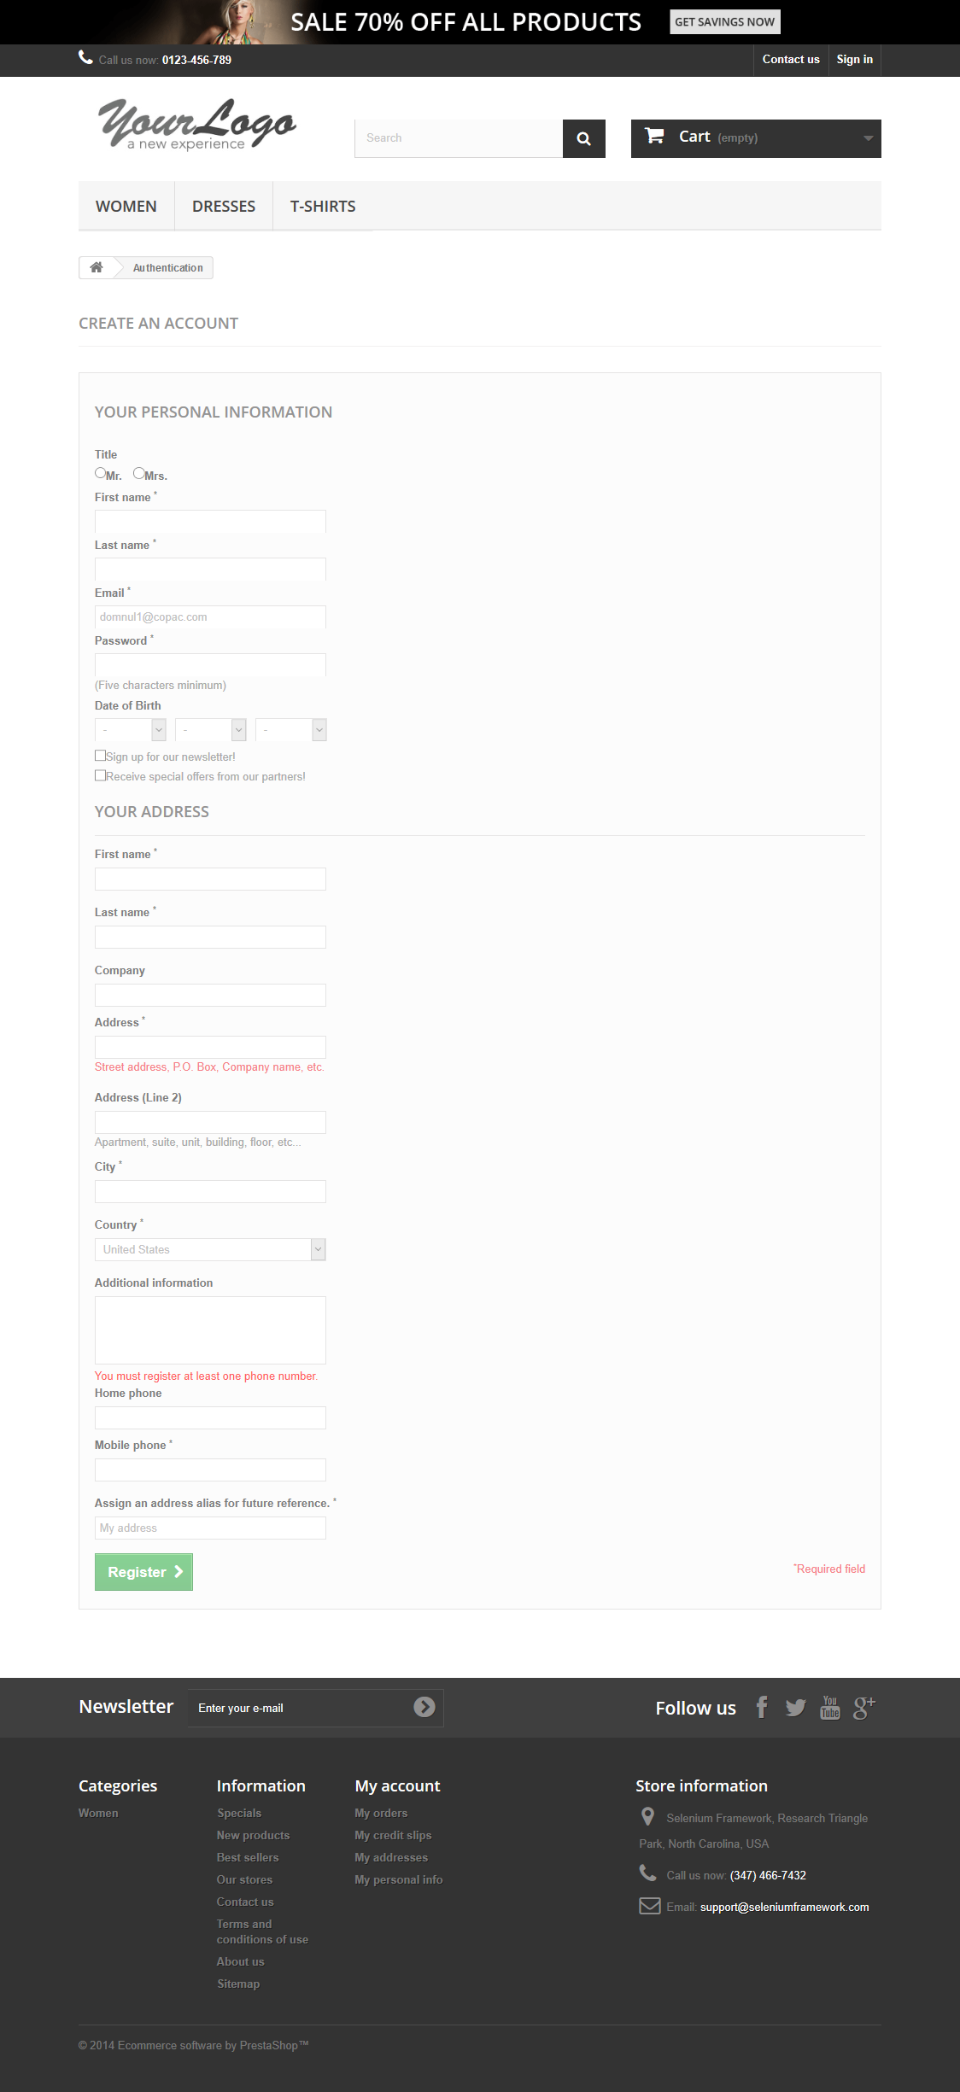 SALE 70% OFF ALL PRODUCTS GET SAVINGS NOW
Call us now: 0123-456-789 Contact us Sign in
YourLogo
a new experience
Search
Cart (empty)
WOMEN DRESSES T-SHIRTS
Authentication
CREATE AN ACCOUNT
YOUR PERSONAL INFORMATION
Title
Mr. Mrs.
First name *
Last name *
Email *
domnul1@copac.com
Password *
(Five characters minimum)
Date of Birth
- - -
Sign up for our newsletter!
Receive special offers from our partners!
YOUR ADDRESS
First name *
Last name *
Company
Address *
Street address, P.O. Box, Company name, etc.
Address (Line 2)
Apartment, suite, unit, building, floor, etc...
City *
Country *
United States
Additional information
You must register at least one phone number.
Home phone
Mobile phone *
Assign an address alias for future reference. *
My address
Register
*Required field
Newsletter Enter your e-mail Follow us You Tube g+
Categories
Women
Information
Specials
New products
Best sellers
Our stores
Contact us
Terms and
conditions of use
About us
Sitemap
My account
My orders
My credit slips
My addresses
My personal info
Store information
Selenium Framework, Research Triangle
Park, North Carolina, USA
Call us now: (347) 466-7432
Email: support@seleniumframework.com
© 2014 Ecommerce software by PrestaShop™